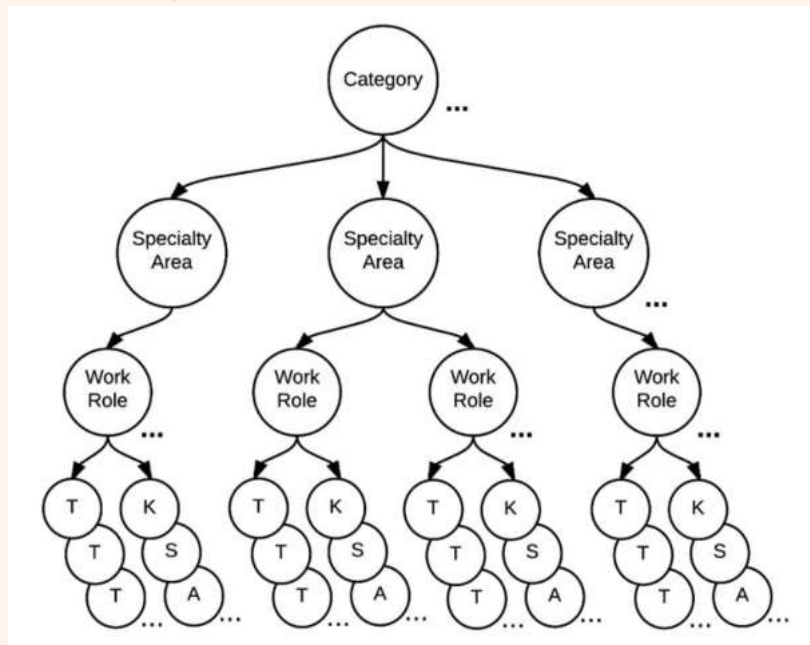 Category
...
Specialty
Area
Specialty
Area
Specialty
Area
...
Work
Role
...
Work
Role
Work
Role
...
Work
Role
...
T K T K T K T K
T S T S T S T S
T ... A ... T ... A ... T ... A ... T ... A ...